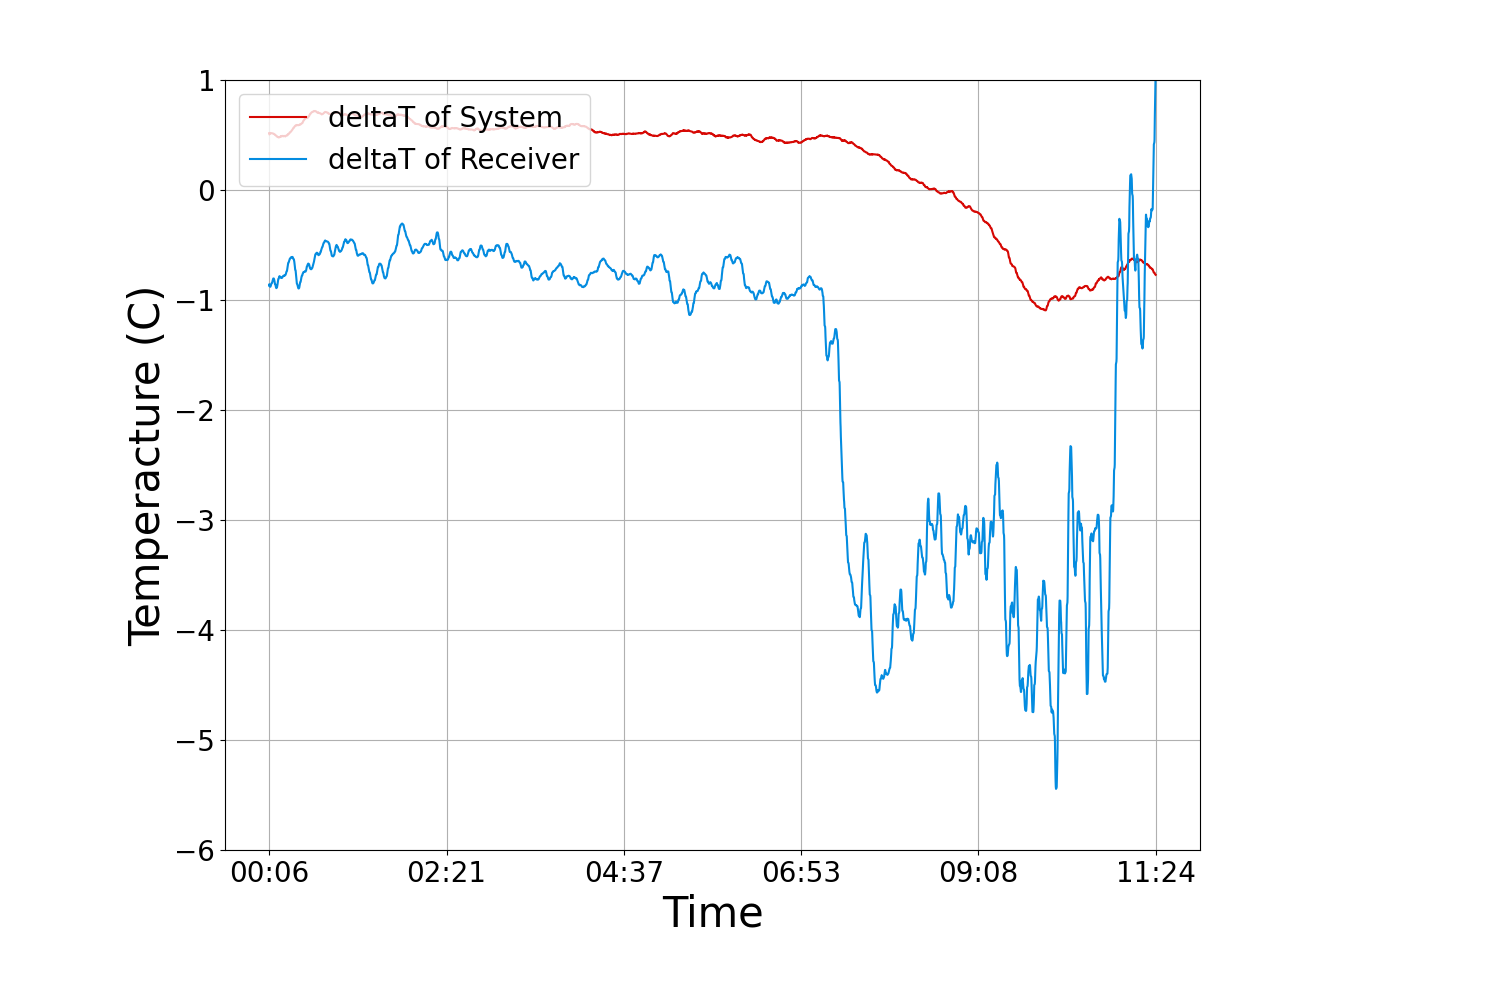 deltaT of System
deltaT of Receiver
1
0
−1
−2
−3
−4
−5
−6
Temperacture (C)
00:06 02:21 04:37 06:53 09:08 11:24
Time